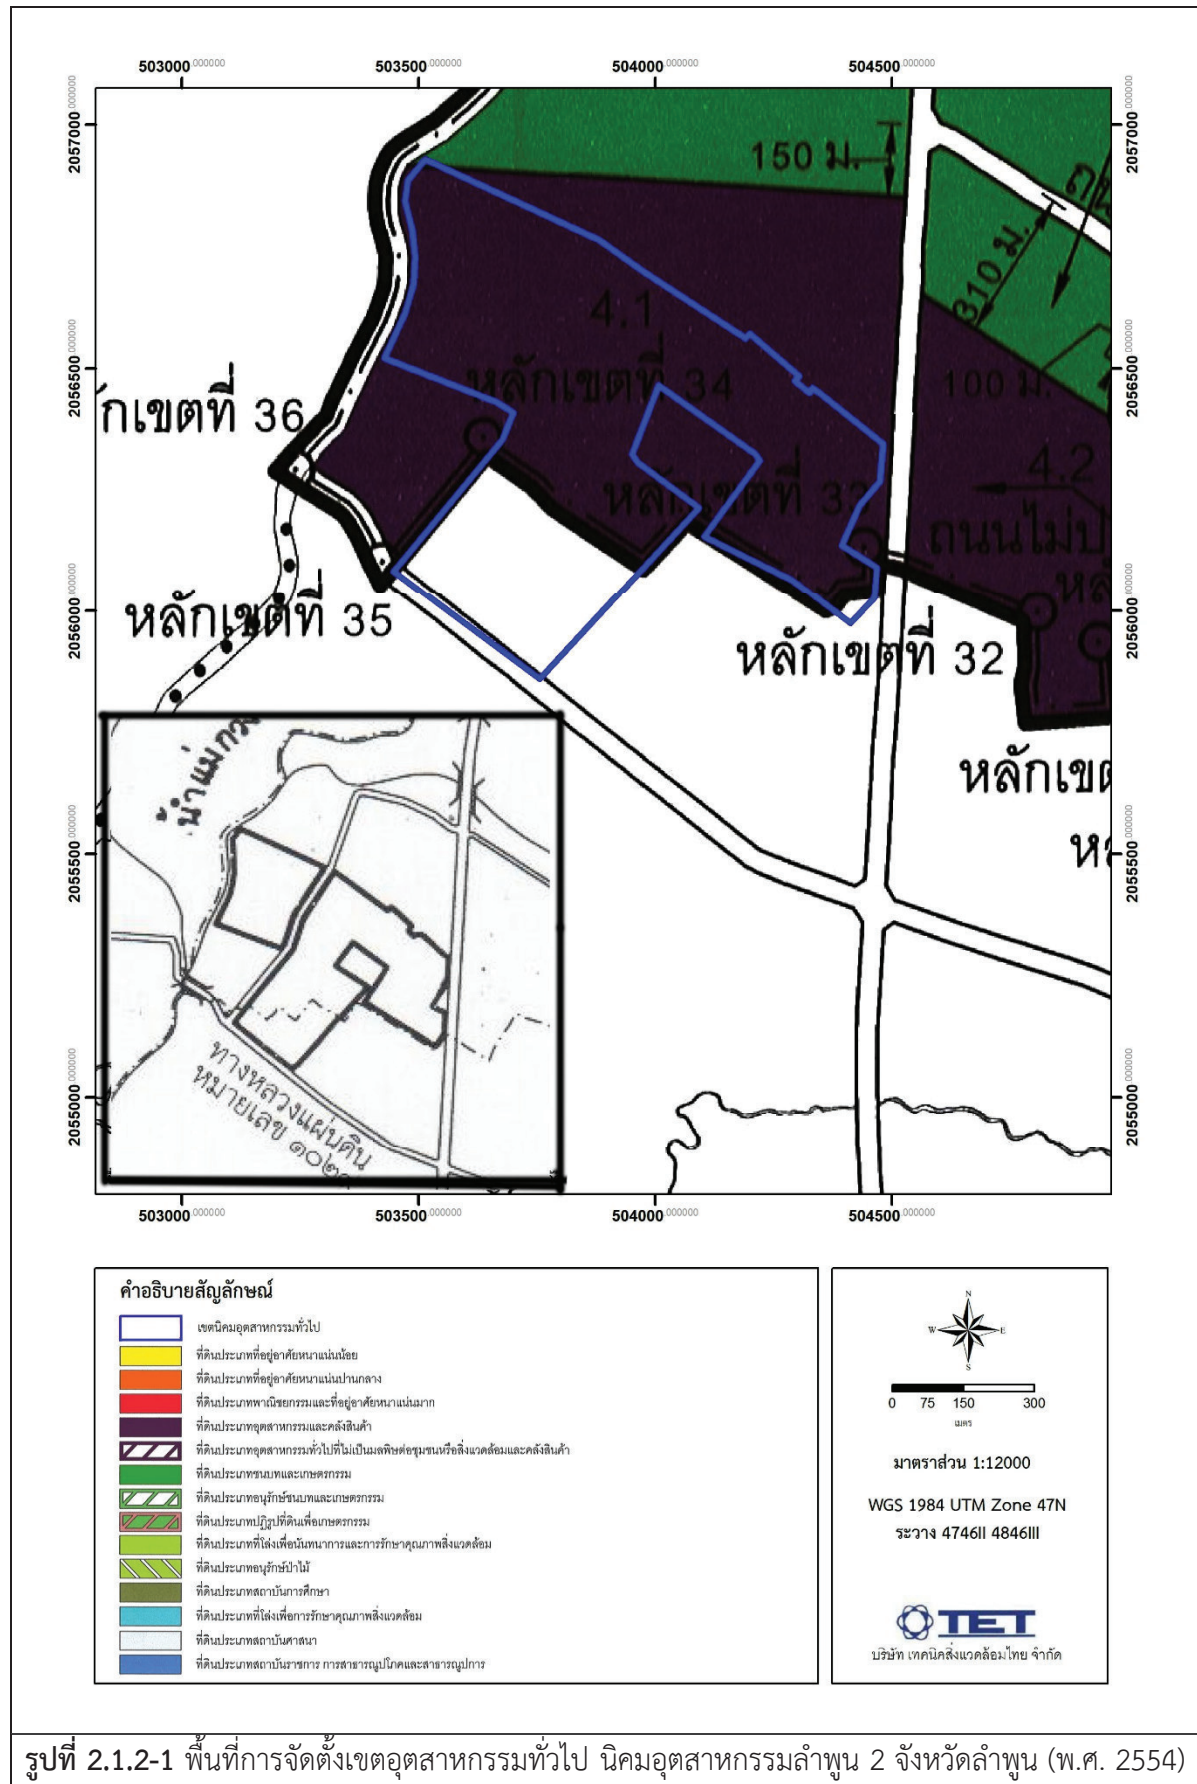 503000.000000 503500.000000 504000.000000 504500.000000
2057000.000000 2057000.000000
150 ม.
310 ม.
4.1
2056500.000000 2056500.000000
หลักเขตที่ 34
100 ม.
กเขตที่ 36
4.2
หลักเขตที่ 33
ถนนไม่ป
หลักเขตที่ 35
2056000.000000 2056000.000000
หลักเขตที่ 32
หลักเขต
น้ำแม่กวง
2055500.000000 2055500.000000
ทางหลวงแผ่นดิน
หมายเลข
2055000.000000 2055000.000000
503000.000000 503500.000000 504000.000000 504500.000000
คำอธิบายสัญลักษณ์
เขตนิคมอุตสาหกรรมทั่วไป
ที่ดินประเภทที่อยู่อาศัยหนาแน่นน้อย
ที่ดินประเภทที่อยู่อาศัยหนาแน่นปานกลาง
ที่ดินประเภทพาณิชยกรรมและที่อยู่อาศัยหนาแน่นมาก
ที่ดินประเภทอุตสาหกรรมและคลังสินค้า
ที่ดินประเภทอุตสาหกรรมทั่วไปที่ไม่เป็นมลพิษต่อชุมชนหรือสิ่งแวดล้อมและคลังสินค้า
ที่ดินประเภทชนบทและเกษตรกรรม
ที่ดินประเภทอนุรักษ์ชนบทและเกษตรกรรม
ที่ดินประเภทปฏิรูปที่ดินเพื่อเกษตรกรรม
ที่ดินประเภทที่โล่งเพื่อนันทนาการและการรักษาคุณภาพสิ่งแวดล้อม
ที่ดินประเภทอนุรักษ์ป่าไม้
ที่ดินประเภทสถาบันการศึกษา
ที่ดินประเภทที่โล่งเพื่อการรักษาคุณภาพสิ่งแวดล้อม
ที่ดินประเภทสถาบันศาสนา
ที่ดินประเภทสถาบันราชการ การสาธารณูปโภคและสาธารณูปการ
N
W E
S
0 75 150 300
เมตร
มาตราส่วน 1:12000
WGS 1984 UTM Zone 47N
ระวาง 4746II 4846III
TET
บริษัท เทคนิคสิ่งแวดล้อมไทย จำกัด
รูปที่ 2.1.2-1 พื้นที่การจัดตั้งเขตอุตสาหกรรมทั่วไป นิคมอุตสาหกรรมลำพูน 2 จังหวัดลำพูน (พ.ศ. 2554)